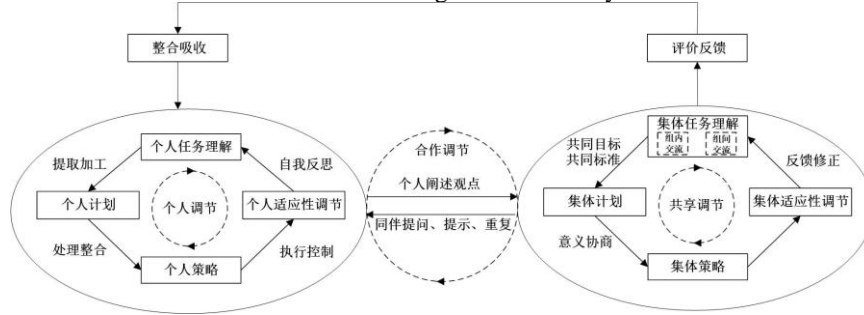 整合吸收
评价反馈
个人任务理解
提取加工
自我反思
个人计划
个人调节
个人适应性调节
处理整合
执行控制
个人策略
合作调节
个人阐述观点
同伴提问、提示、重复
集体任务理解
组内
交流
组间
交流
共同目标
共同标准
反馈修正
集体计划
共享调节
集体适应性调节
意义协商
集体策略